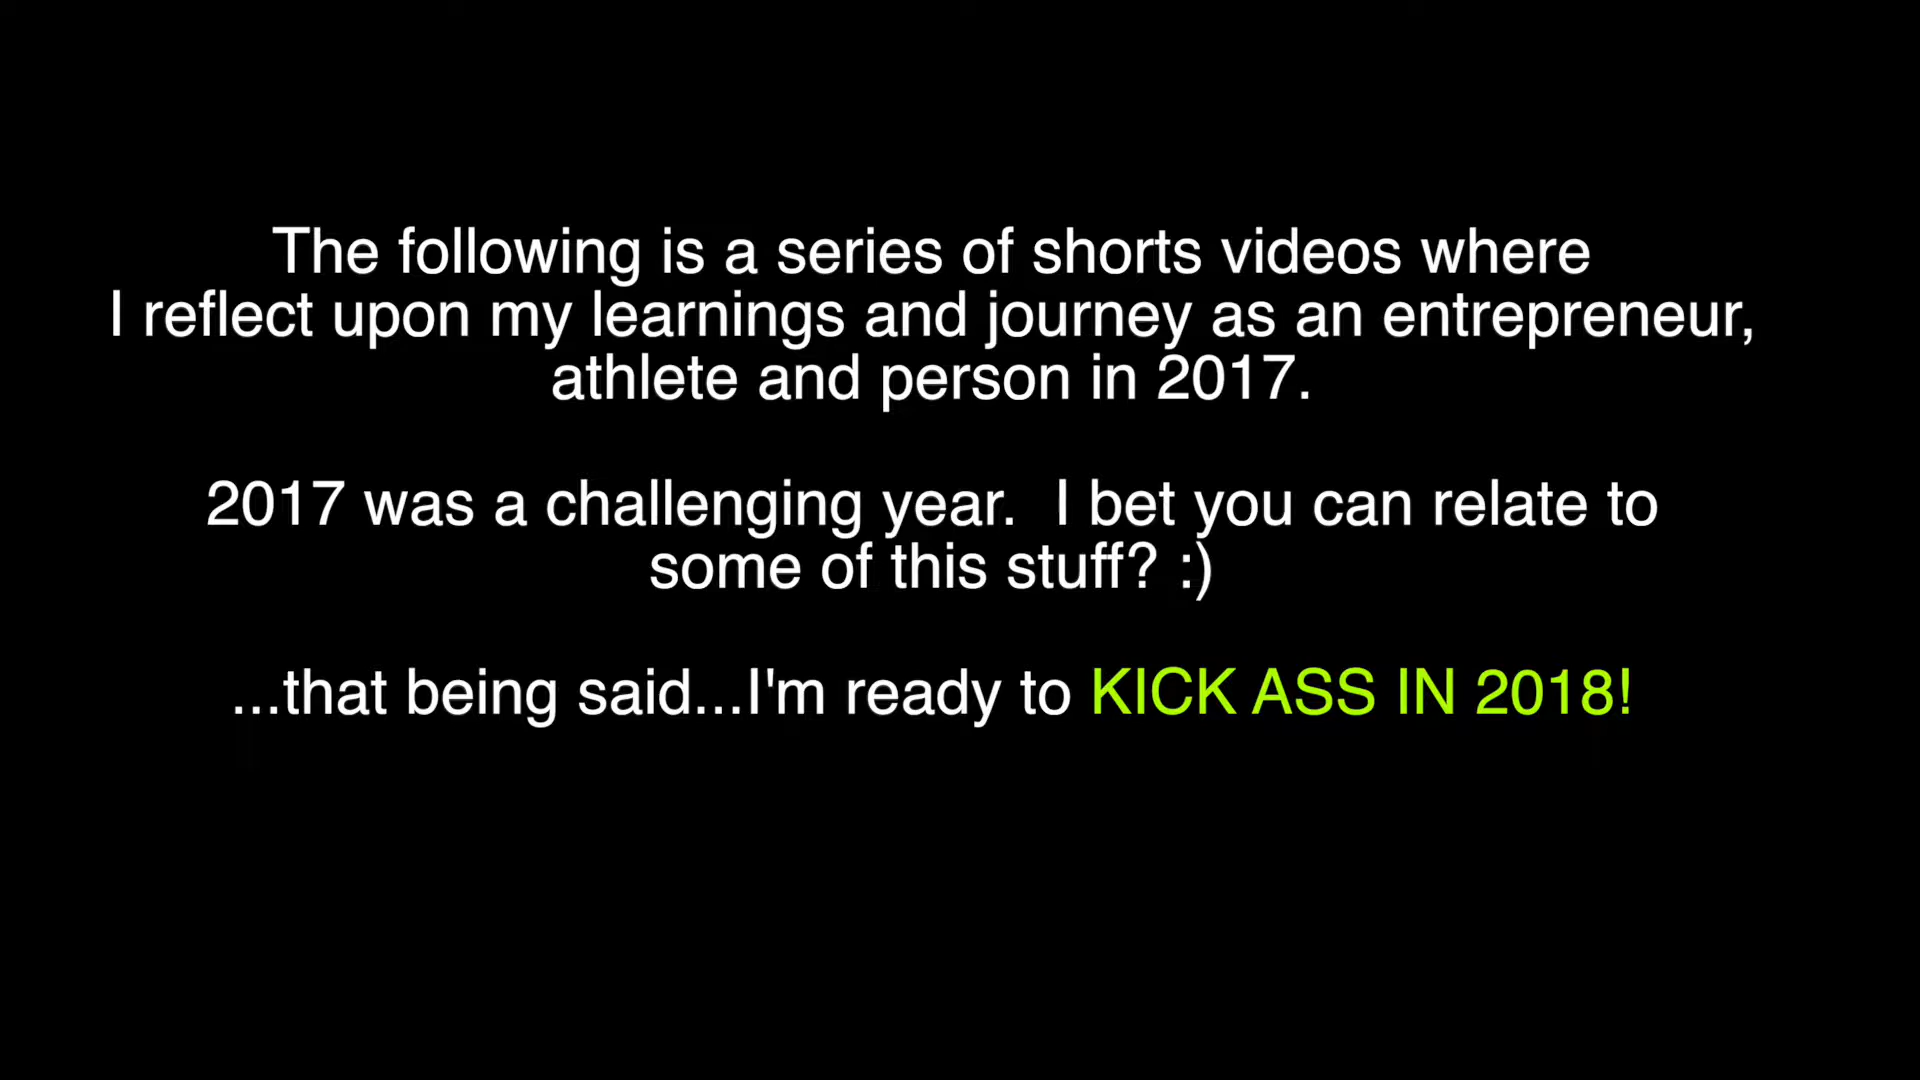 The following is a series of shorts videos where
I reflect upon my learnings and journey as an entrepreneur,
athlete and person in 2017.
2017 was a challenging year.  I bet you can relate to
some of this stuff? :)
...that being said...I'm ready to KICK ASS IN 2018!